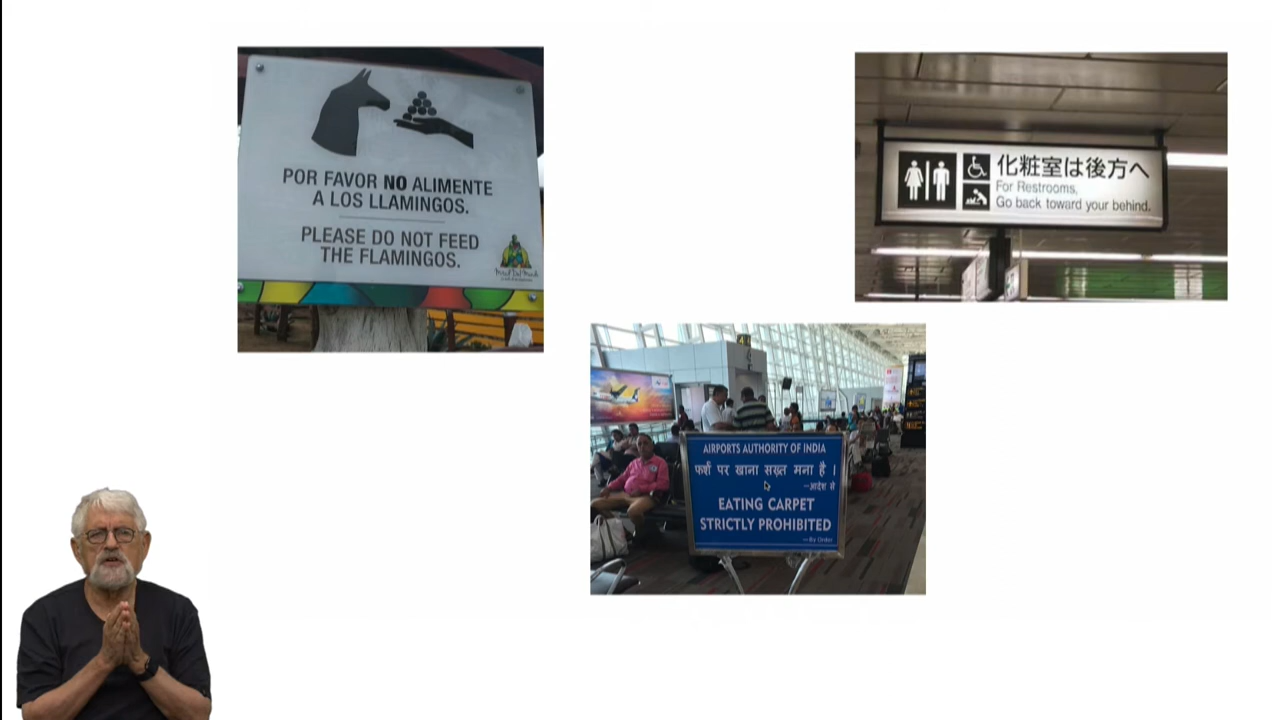 POR FAVOR NO ALIMENTE
A LOS LLAMINGOS.
PLEASE DO NOT FEED
THE FLAMINGOS.
化粧室は後方へ
For Restrooms,
Go back toward your behind.
AIRPORTS AUTHORITY OF INDIA
फर्श पर खाना सख़्त मना है ।
—आदेश से
EATING CARPET
STRICTLY PROHIBITED
—By Order